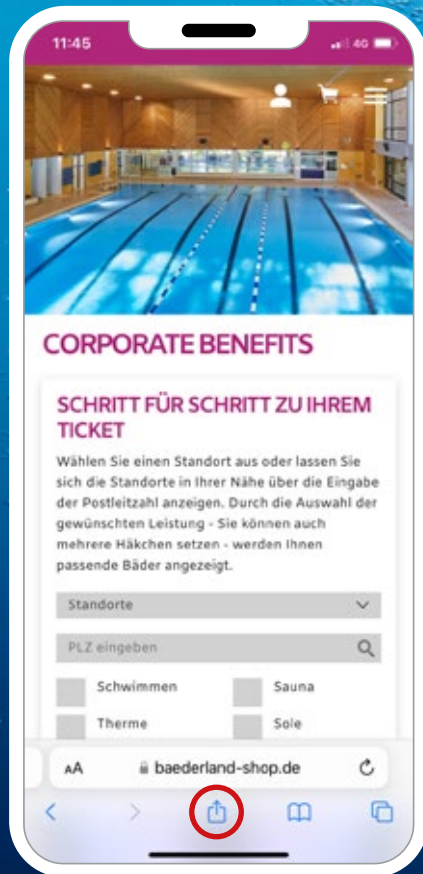 11:45
4G
CORPORATE BENEFITS
SCHRITT FÜR SCHRITT ZU IHREM
TICKET
Wählen Sie einen Standort aus oder lassen Sie
sich die Standorte in Ihrer Nähe über die Eingabe
der Postleitzahl anzeigen. Durch die Auswahl der
gewünschten Leistung - Sie können auch
mehrere Häkchen setzen - werden Ihnen
passende Bäder angezeigt.
Standorte
PLZ eingeben
Schwimmen Sauna
Therme Sole
AA baederland-shop.de